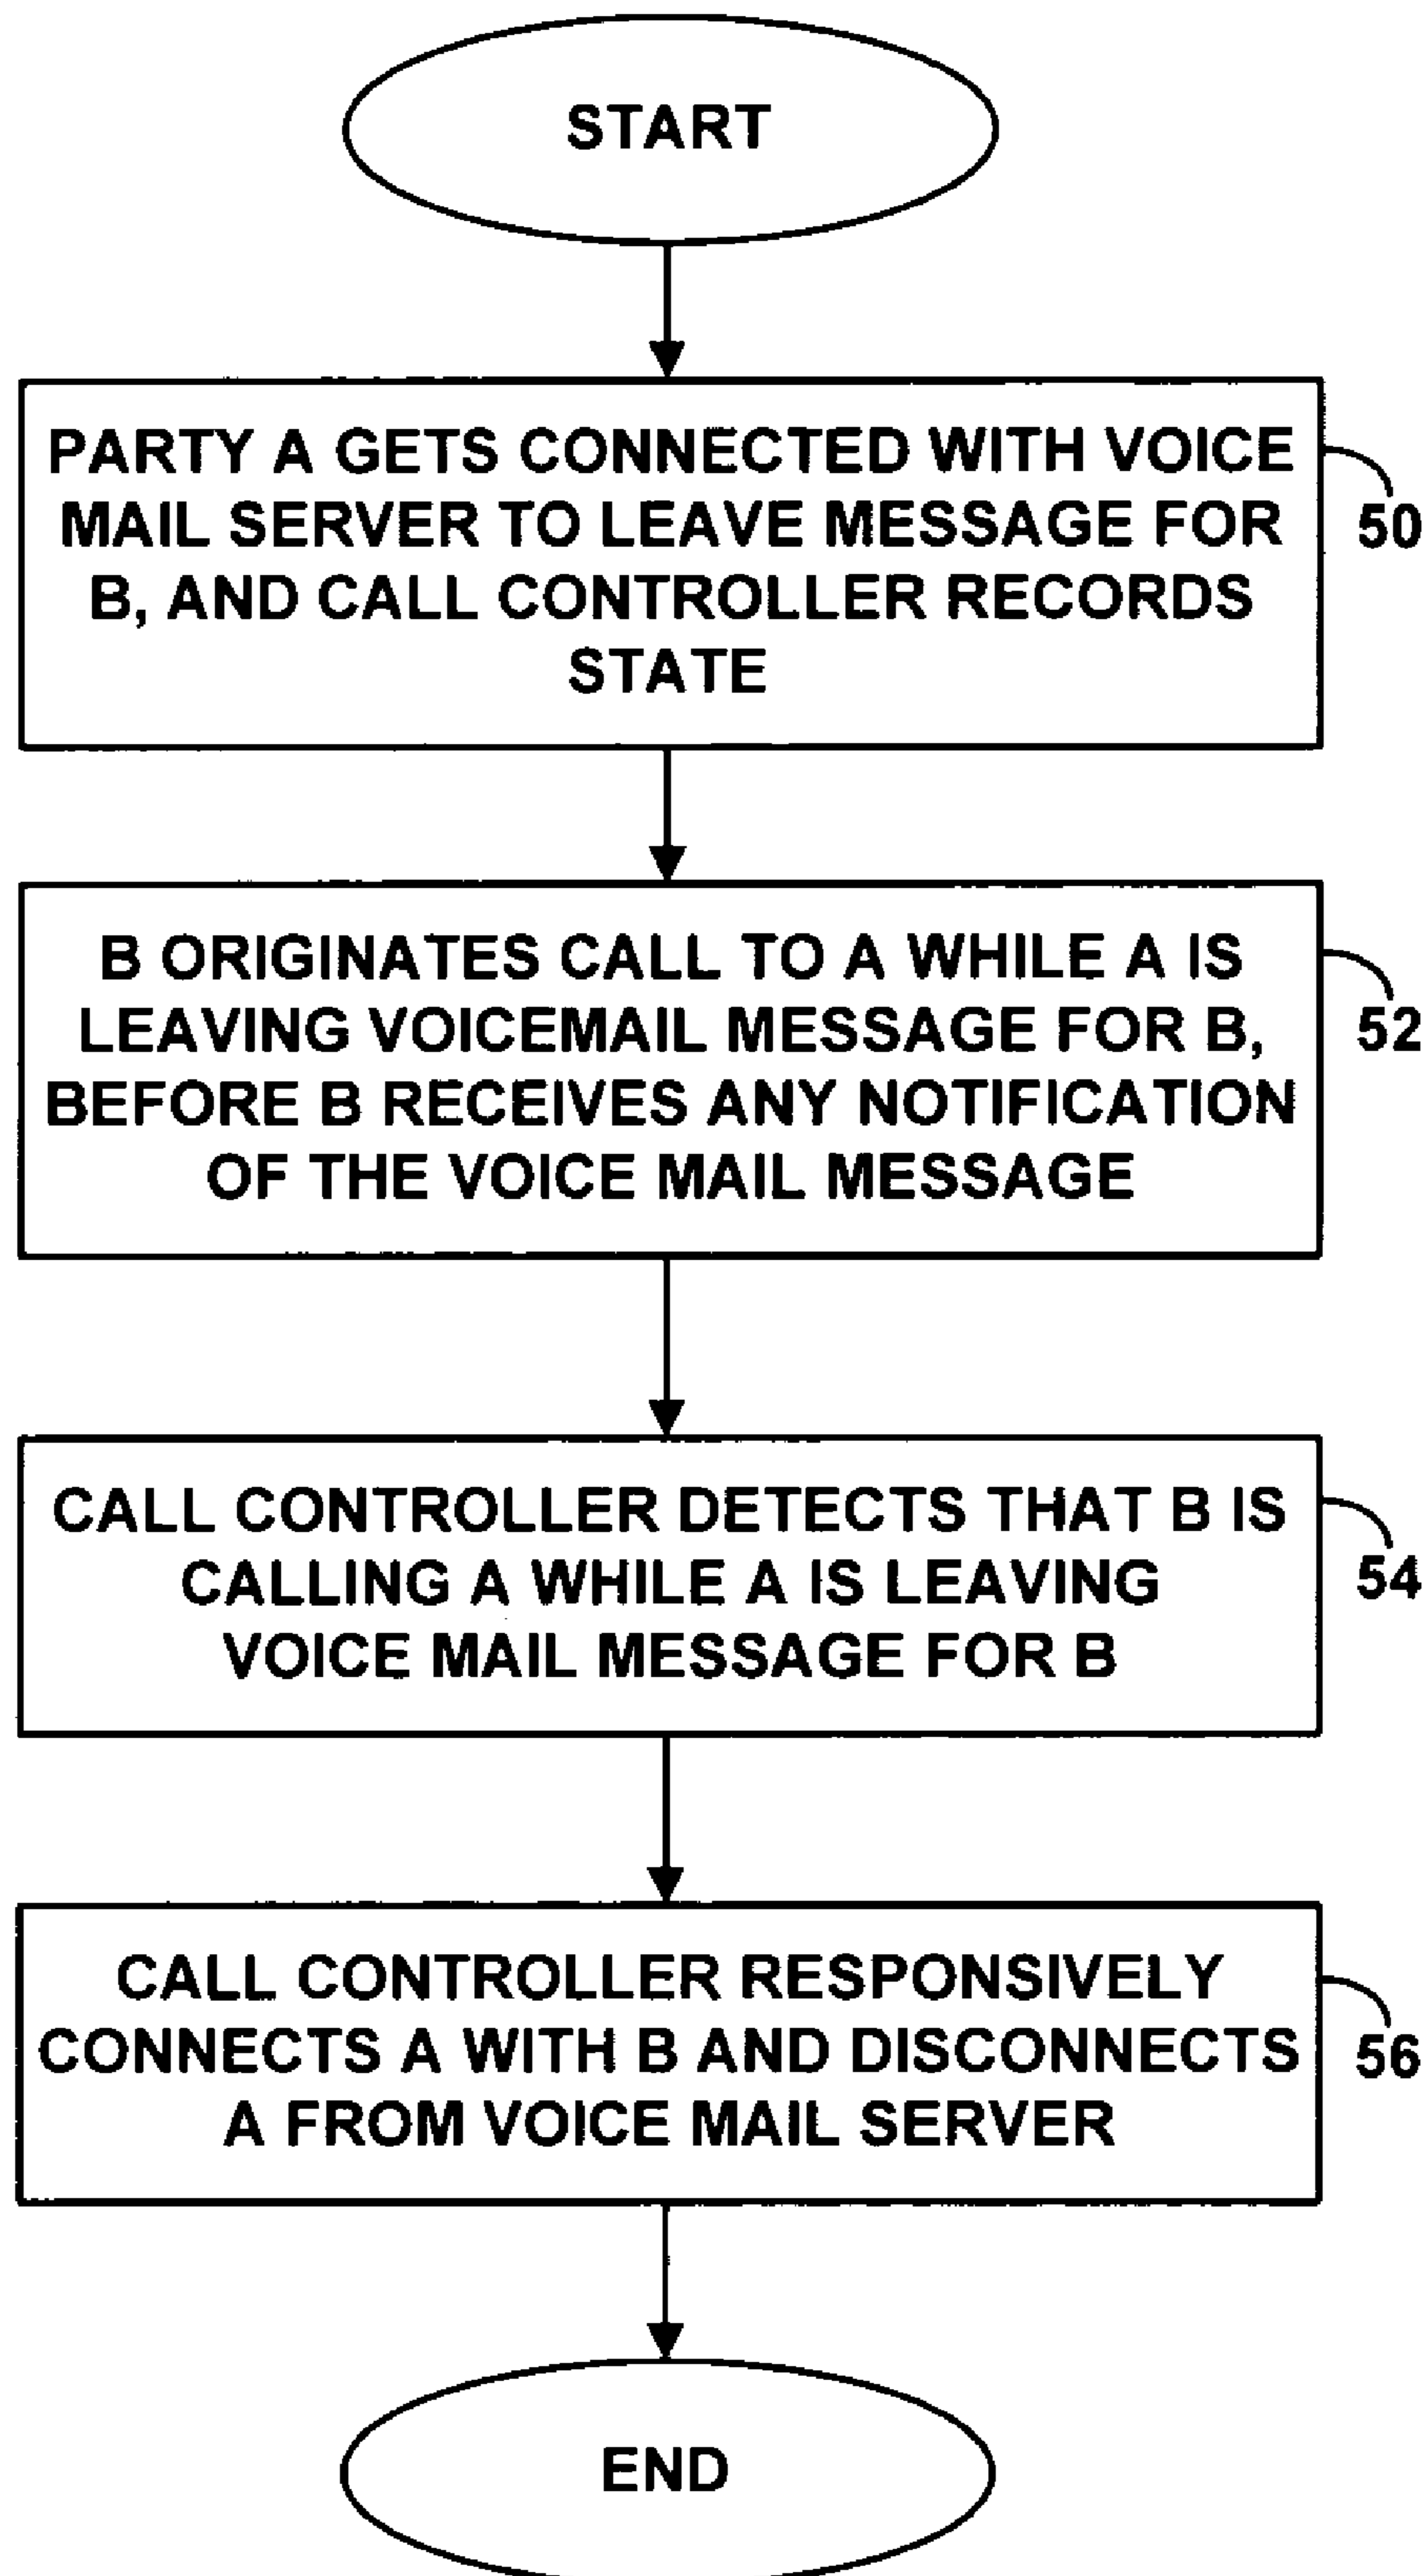 START
PARTY A GETS CONNECTED WITH VOICE
MAIL SERVER TO LEAVE MESSAGE FOR
B, AND CALL CONTROLLER RECORDS
STATE
50
B ORIGINATES CALL TO A WHILE A IS
LEAVING VOICEMAIL MESSAGE FOR B,
BEFORE B RECEIVES ANY NOTIFICATION
OF THE VOICE MAIL MESSAGE
52
CALL CONTROLLER DETECTS THAT B IS
CALLING A WHILE A IS LEAVING
VOICE MAIL MESSAGE FOR B
54
CALL CONTROLLER RESPONSIVELY
CONNECTS A WITH B AND DISCONNECTS
A FROM VOICE MAIL SERVER
56
END